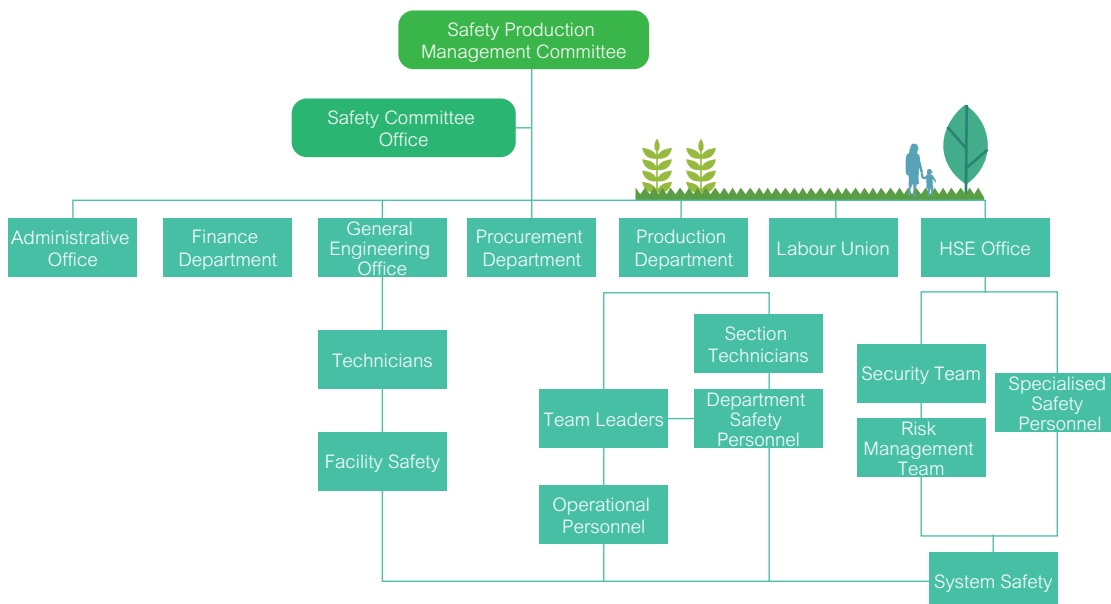 Safety Production
Management Committee
Safety Committee
Office
Administrative
Office
Finance
Department
General
Engineering
Office
Procurement
Department
Production
Department
Labour Union
HSE Office
Technicians
Section
Technicians
Security Team
Specialised
Safety
Personnel
Team Leaders
Department
Safety
Personnel
Risk
Management
Team
Facility Safety
Operational
Personnel
System Safety